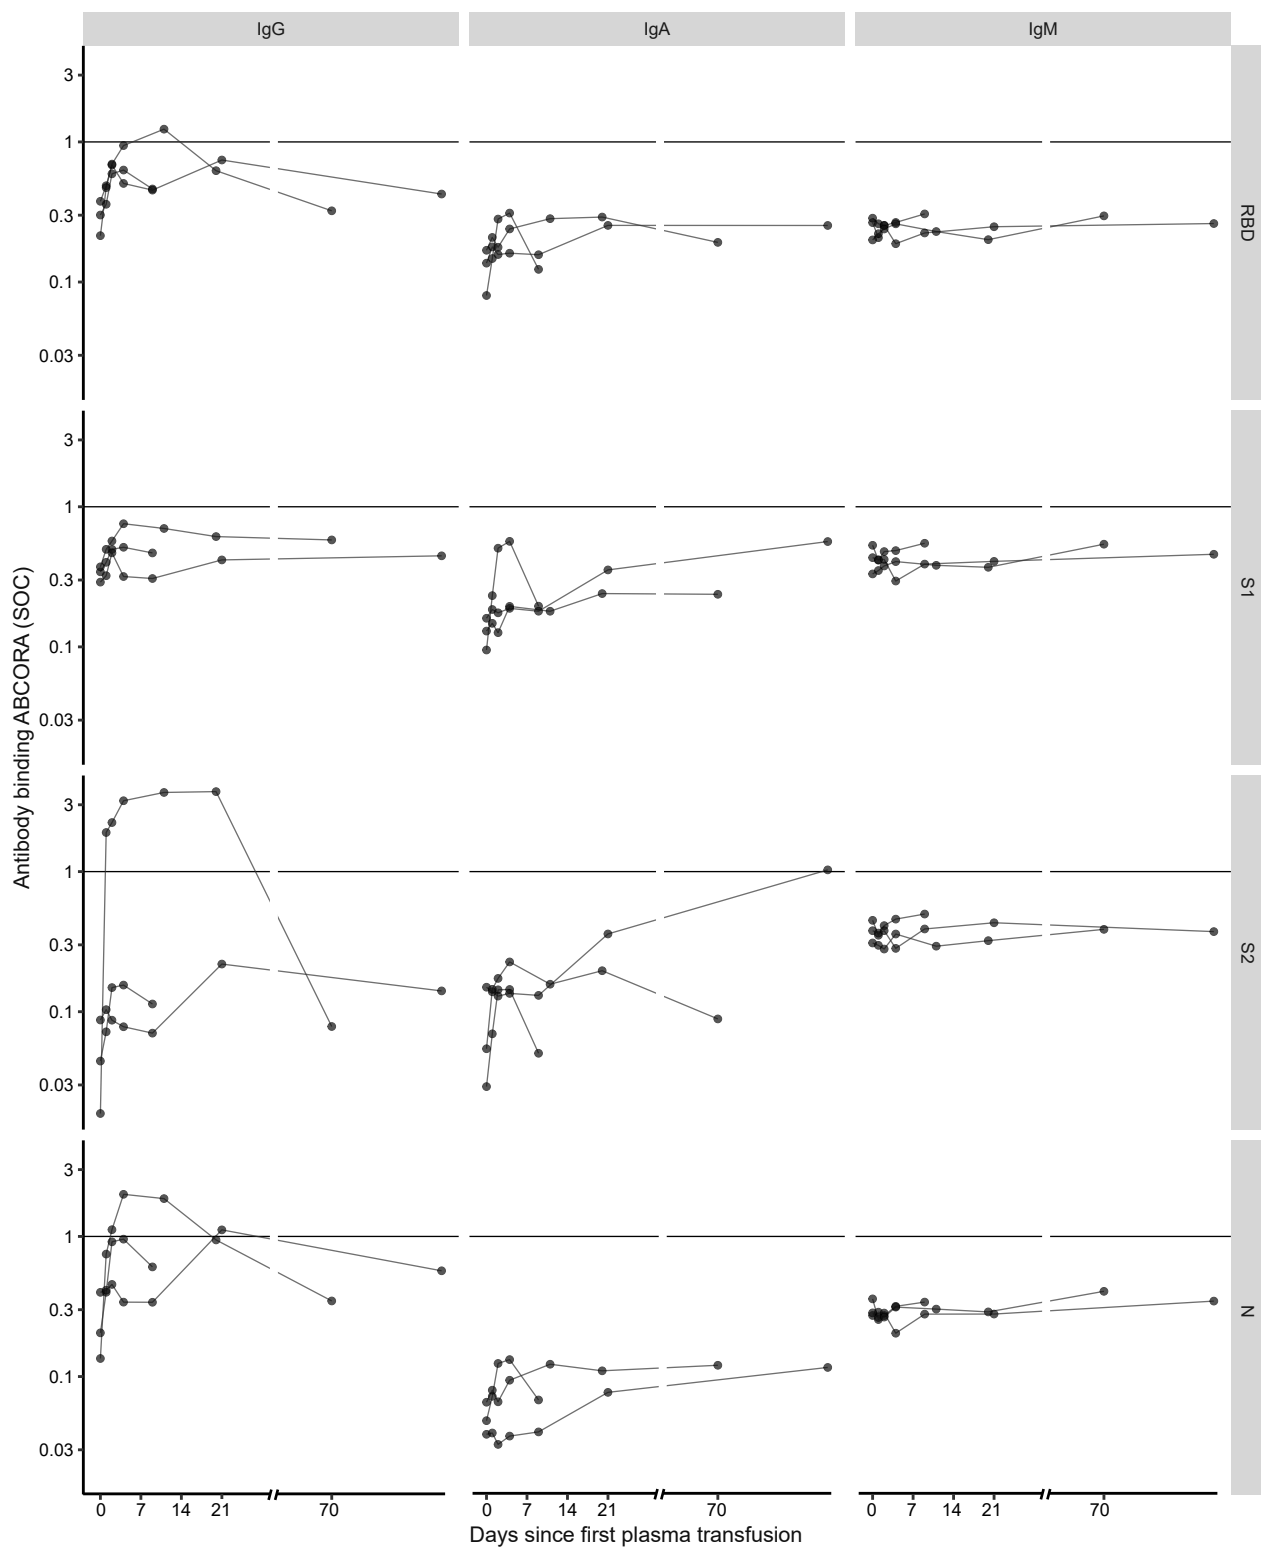 IgG IgA IgM
3
1
0.3
0.1
0.03
RBD
3
1
0.3
0.1
0.03
S1
Antibody binding ABCORA (SOC)
3
1
0.3
0.1
0.03
S2
3
1
0.3
0.1
0.03
N
0 7 14 21 70 0 7 14 21 70 0 7 14 21 70
Days since first plasma transfusion